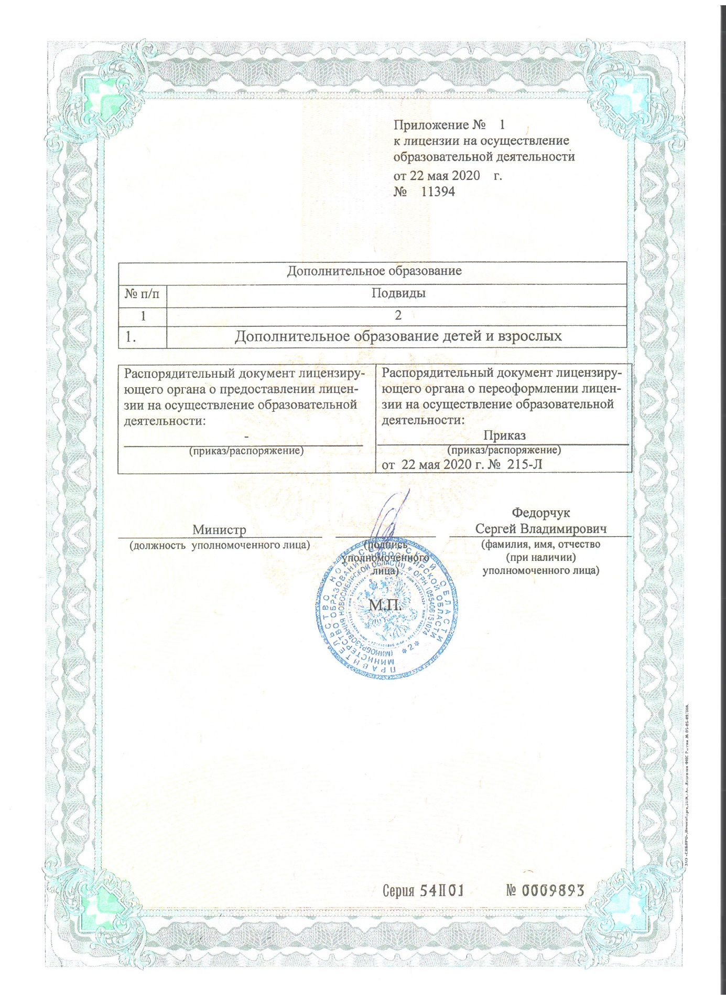 Приложение № 1
к лицензии на осуществление
образовательной деятельности
от 22 мая 2020 г.
№ 11394
Дополнительное образование
№ п/п Подвиды
1 2
1. Дополнительное образование детей и взрослых
Распорядительный документ лицензиру-
ющего органа о предоставлении лицен-
зии на осуществление образовательной
деятельности:
-
(приказ/распоряжение)
Распорядительный документ лицензиру-
ющего органа о переоформлении лицен-
зии на осуществление образовательной
деятельности:
Приказ
(приказ/распоряжение)
от 22 мая 2020 г. № 215-Л
Министр
(должность уполномоченного лица)
(подпись
уполномоченного
лица)
Федорчук
Сергей Владимирович
(фамилия, имя, отчество
(при наличии)
уполномоченного лица)
М.П.
ПРАВИТЕЛЬСТВО НОВОСИБИРСКОЙ ОБЛАСТИ
МИНИСТЕРСТВО ОБРАЗОВАНИЯ НОВОСИБИРСКОЙ ОБЛАСТИ
(МИНОБРАЗОВАНИЯ НОВОСИБИРСКОЙ ОБЛАСТИ) * ОГРН 1055406151074
* 2 *
Серия 54П01 № 0009893
ЗАО «СИБПРО», Новосибирск, 2018, «А». Лицензия ФНС России № 05-05-09/008.